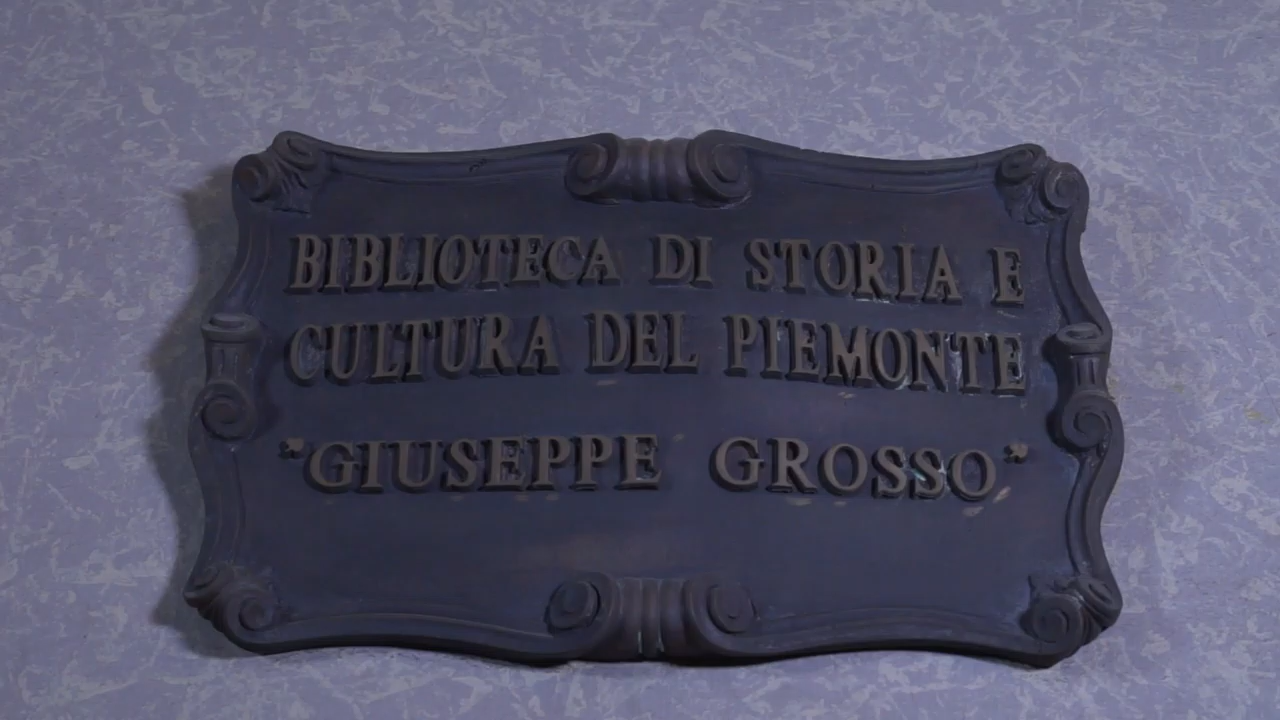 BIBLIOTECA DI STORIA E
CULTURA DEL PIEMONTE
"GIUSEPPE GROSSO"